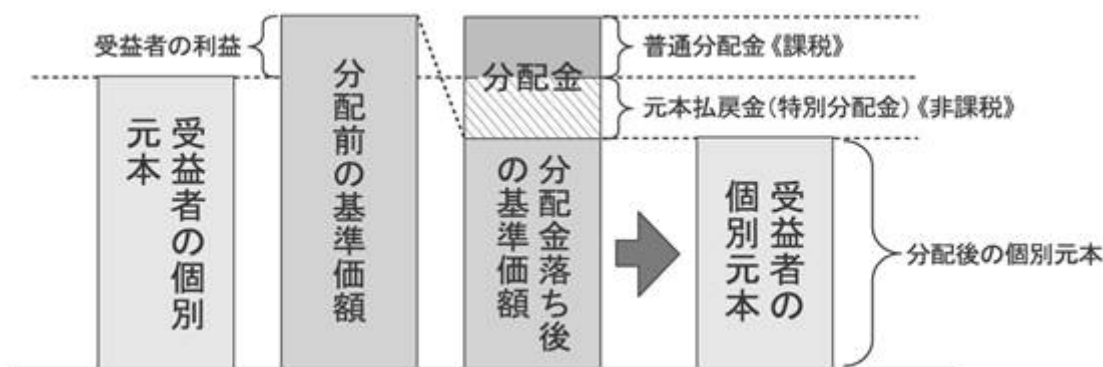 受益者の利益
受益者の個別
元本
分配前の基準価額
分配金
分配金落ち後
の基準価額
普通分配金《課税》
元本払戻金(特別分配金)《非課税》
受益者の
個別元本
分配後の個別元本